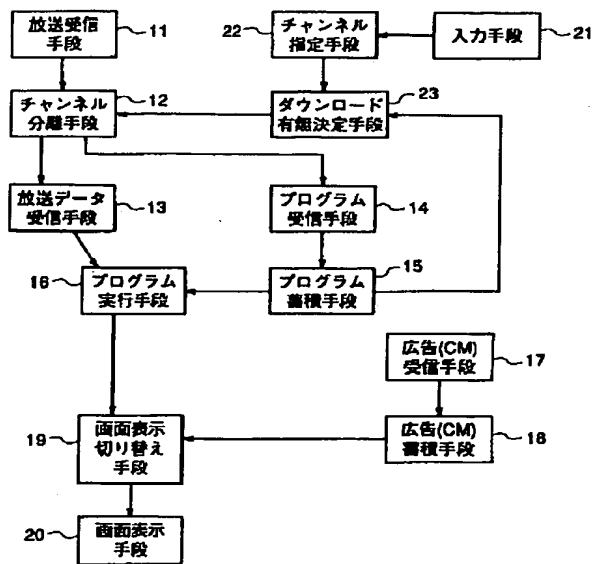 放送受信
手段
11
22
チャンネル
指定手段
入力手段
21
チャンネル
分離手段
12
ダウンロード
有無決定手段
23
放送データ
受信手段
13
プログラム
受信手段
14
16
プログラム
実行手段
プログラム
蓄積手段
15
広告(CM)
受信手段
17
19
画面表示
切り替え
手段
広告(CM)
蓄積手段
18
20
画面表示
手段